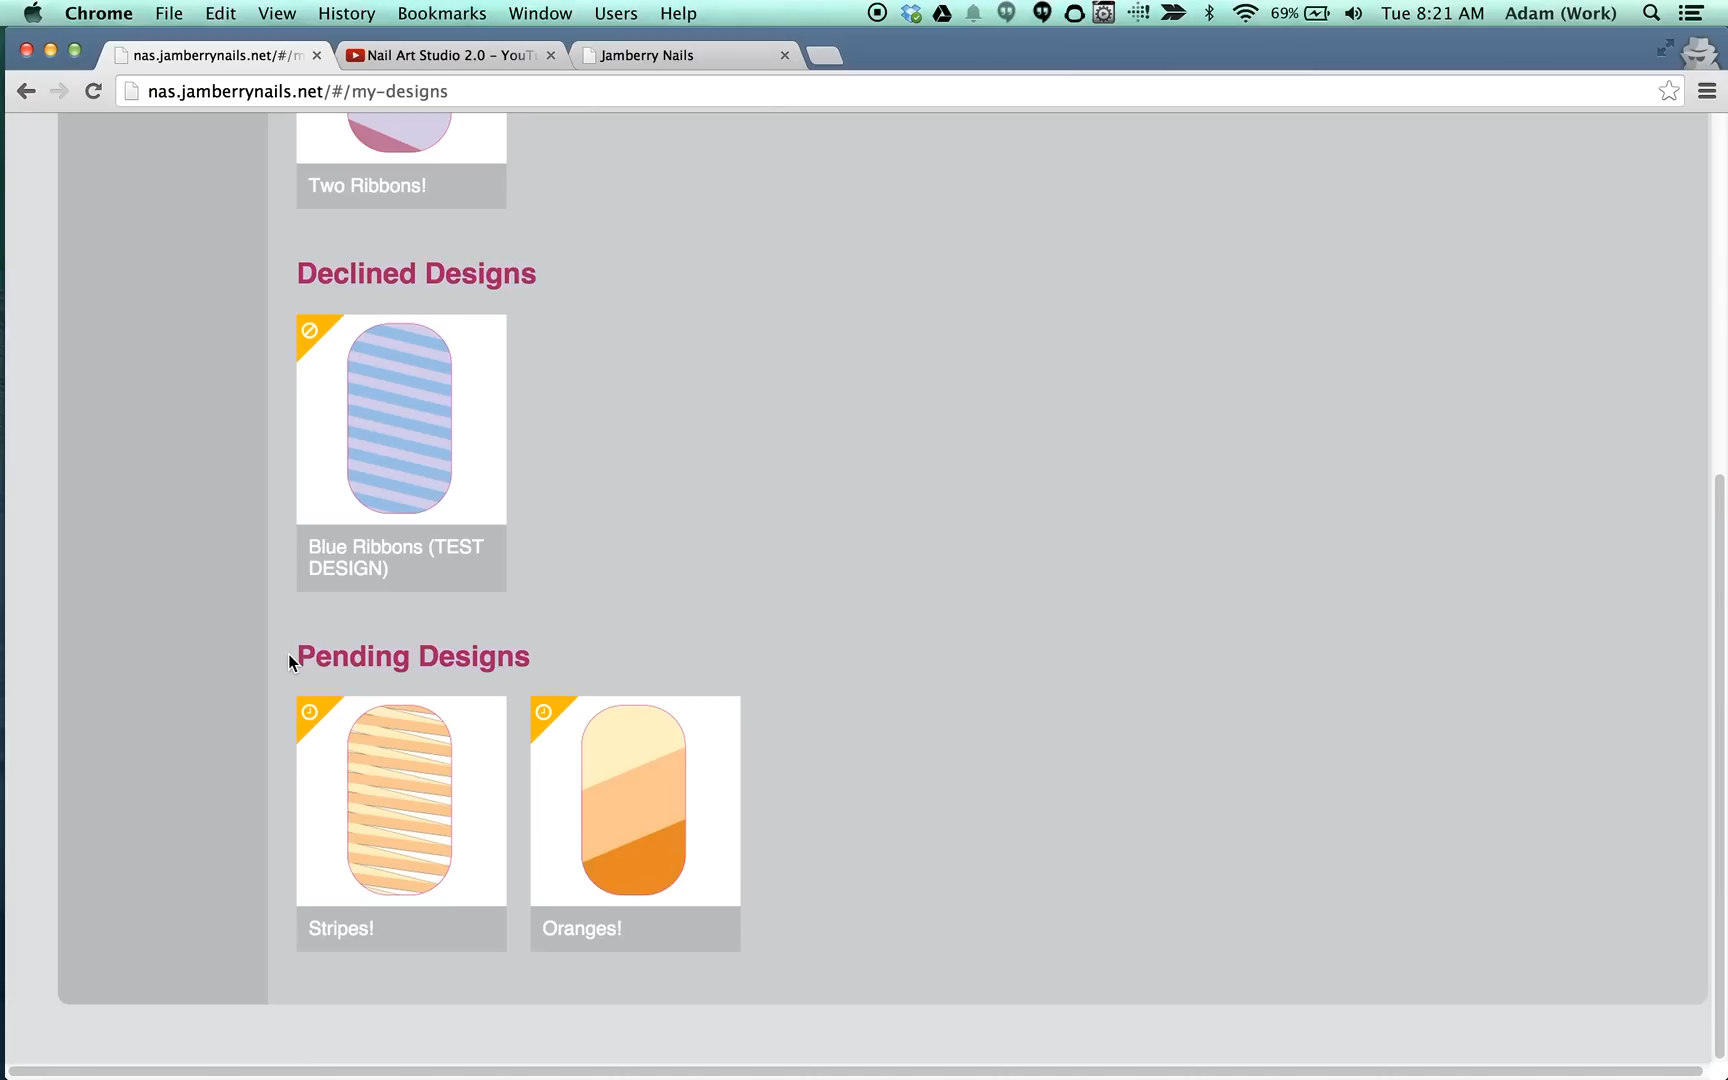 Chrome File Edit View History Bookmarks Window Users Help 69% Tue 8:21 AM Adam (Work)
nas.jamberrynails.net/#/m Nail Art Studio 2.0 - YouT Jamberry Nails
nas.jamberrynails.net/#/my-designs
Two Ribbons!
Declined Designs
Blue Ribbons (TEST
DESIGN)
Pending Designs
Stripes! Oranges!